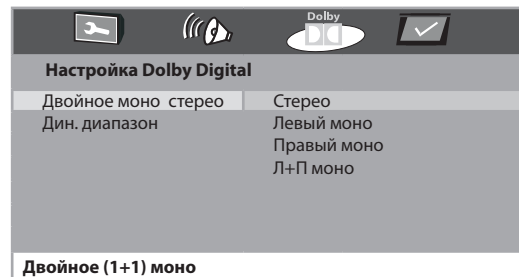 Dolby
Настройка Dolby Digital
Двойное моно стерео Стерео
Дин. диапазон Левый моно
Правый моно
Л+П моно
Двойное (1+1) моно